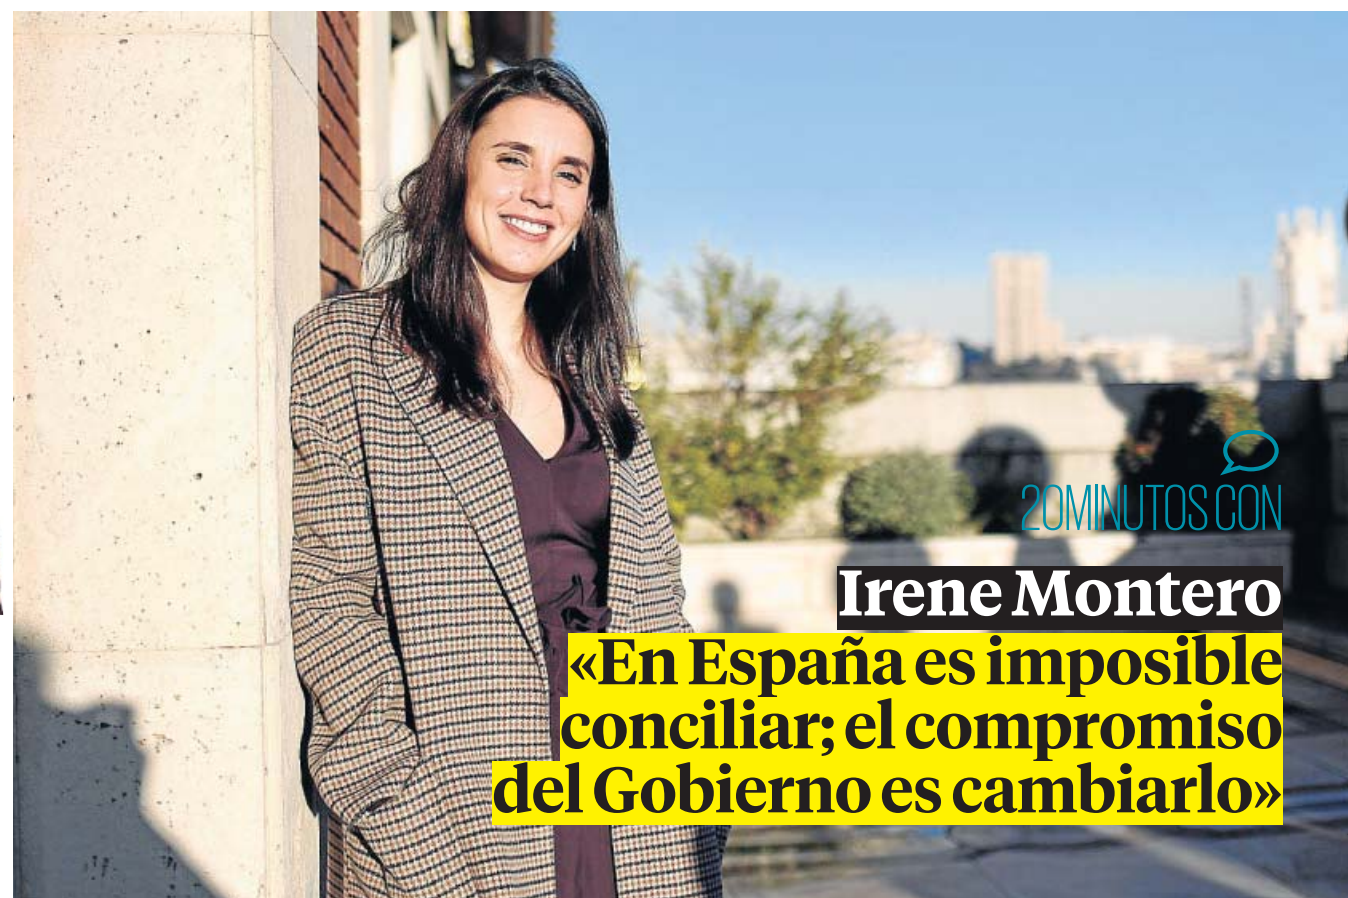 20MINUTOS CON
Irene Montero
«En España es imposible
conciliar; el compromiso
del Gobierno es cambiarlo»